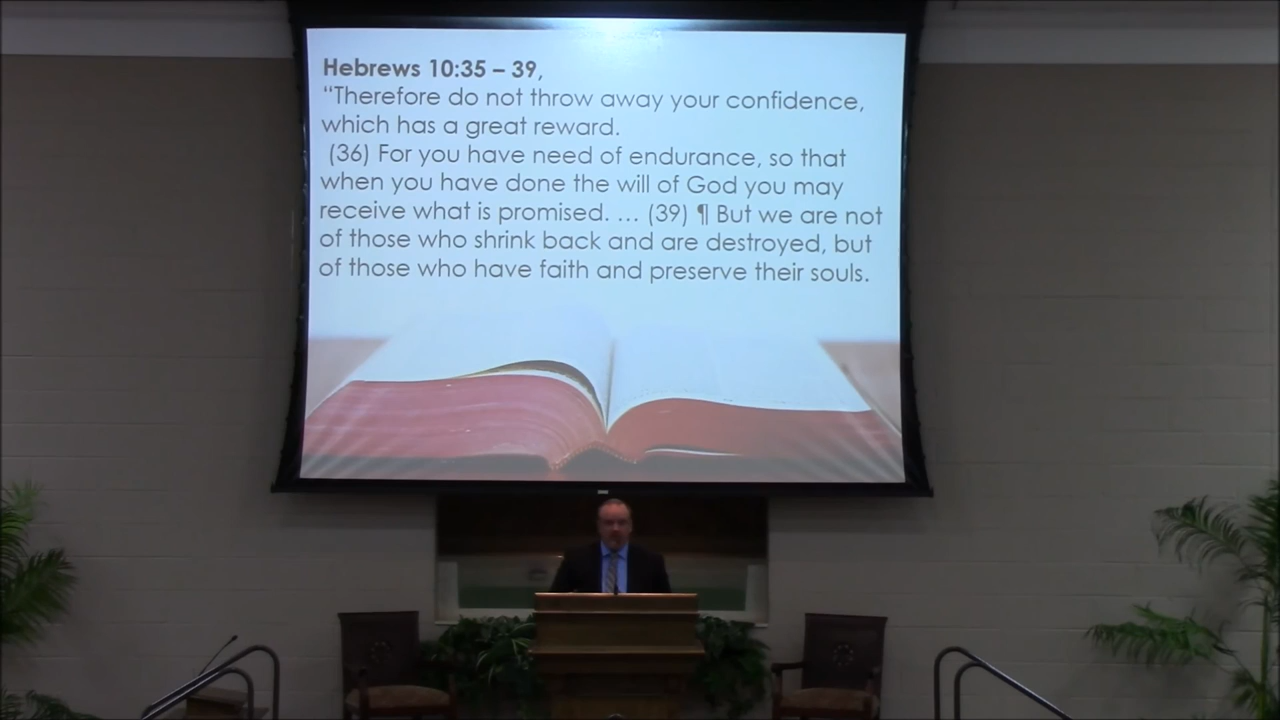 Hebrews 10:35 – 39,
“Therefore do not throw away your confidence,
which has a great reward.
(36) For you have need of endurance, so that
when you have done the will of God you may
receive what is promised. … (39) ¶ But we are not
of those who shrink back and are destroyed, but
of those who have faith and preserve their souls.